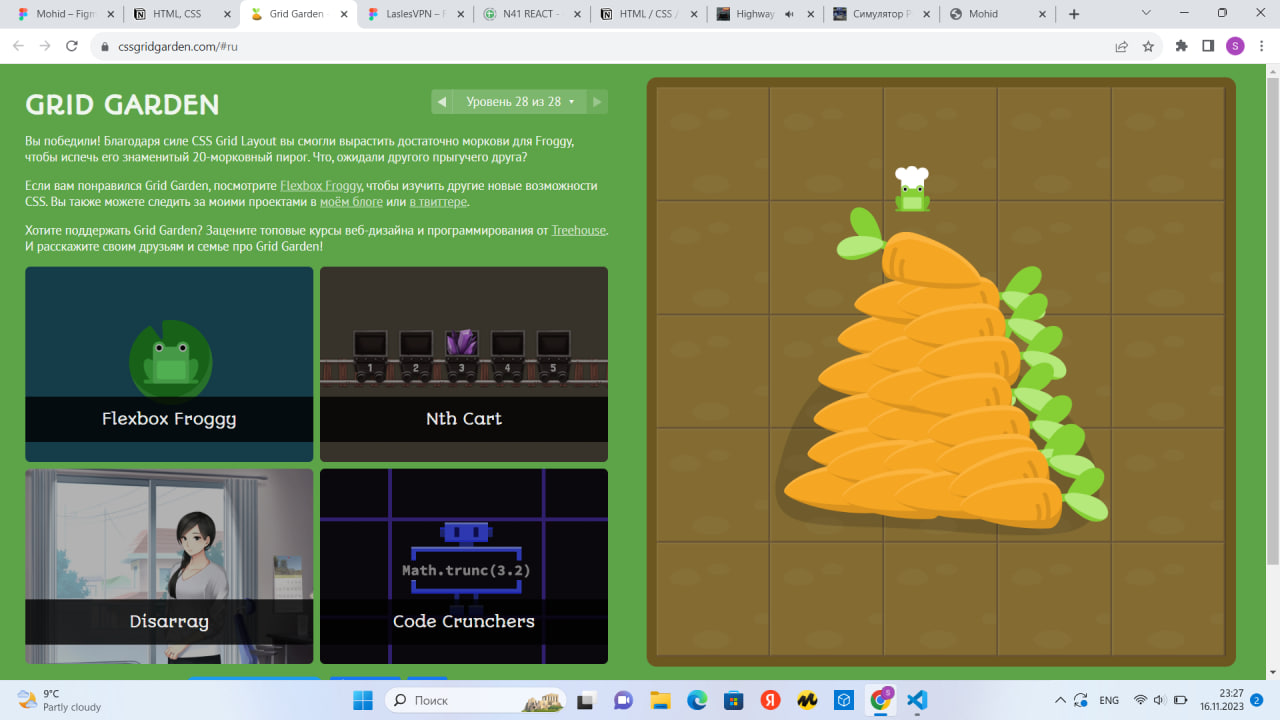 Mohid – Figm
HTML, CSS
Grid Garden -
LaslesVPN – F
N41 REACT -
HTML / CSS /
Highway
Симулятор P
Mohid
cssgridgarden.com/#ru
S
GRID GARDEN
Уровень 28 из 28
Вы победили! Благодаря силе CSS Grid Layout вы смогли вырастить достаточно моркови для Froggy,
чтобы испечь его знаменитый 20-морковный пирог. Что, ожидали другого прыгучего друга?
Если вам понравился Grid Garden, посмотрите Flexbox Froggy, чтобы изучить другие новые возможности
CSS. Вы также можете следить за моими проектами в моём блоге или в твиттере.
Хотите поддержать Grid Garden? Зацените топовые курсы веб-дизайна и программирования от Treehouse.
И расскажите своим друзьям и семье про Grid Garden!
Flexbox Froggy
1 2 3 4 5
Nth Cart
Disarray
Math.trunc(3.2)
Code Crunchers
9°C
Partly cloudy
Поиск
Я
S
ENG
23:27
16.11.2023
2